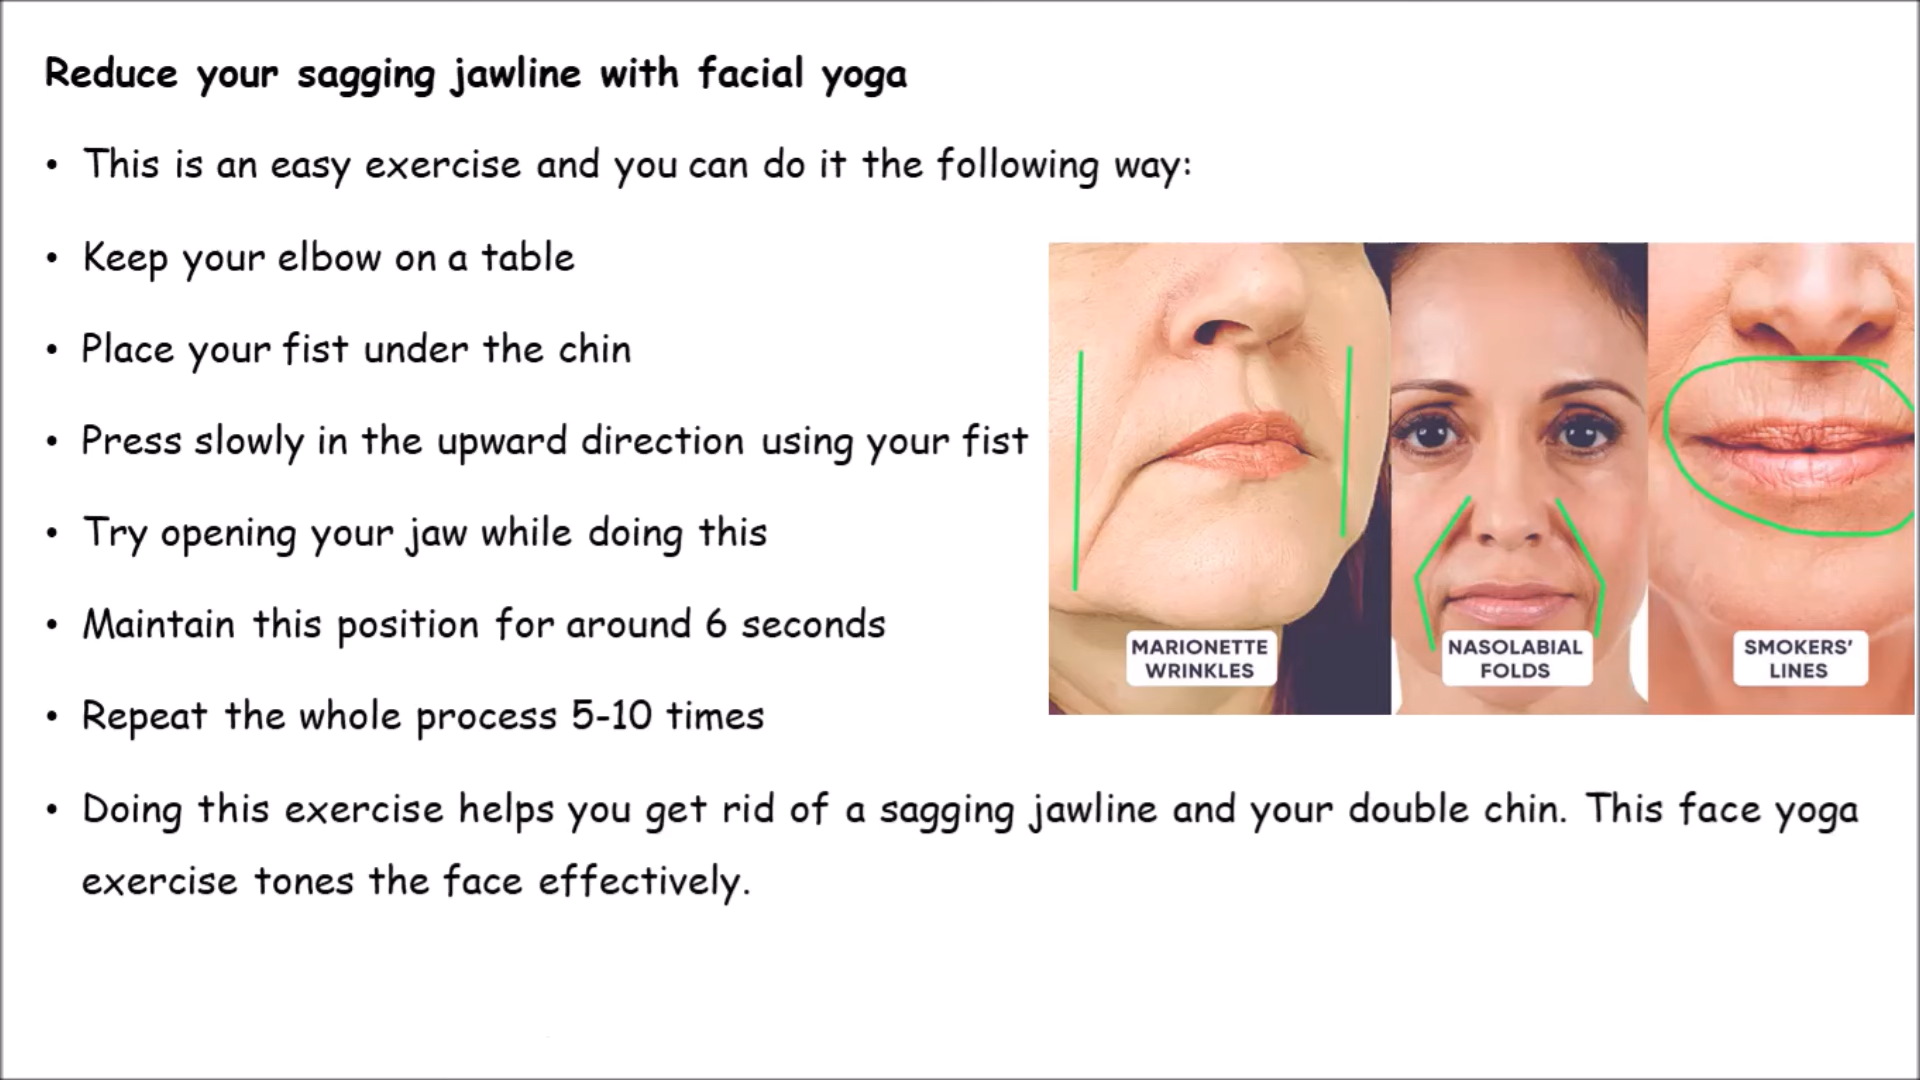 Reduce your sagging jawline with facial yoga
• This is an easy exercise and you can do it the following way:
• Keep your elbow on a table
• Place your fist under the chin
• Press slowly in the upward direction using your fist
• Try opening your jaw while doing this
• Maintain this position for around 6 seconds
• Repeat the whole process 5-10 times
• Doing this exercise helps you get rid of a sagging jawline and your double chin. This face yoga
exercise tones the face effectively.
MARIONETTE
WRINKLES
NASOLABIAL
FOLDS
SMOKERS'
LINES